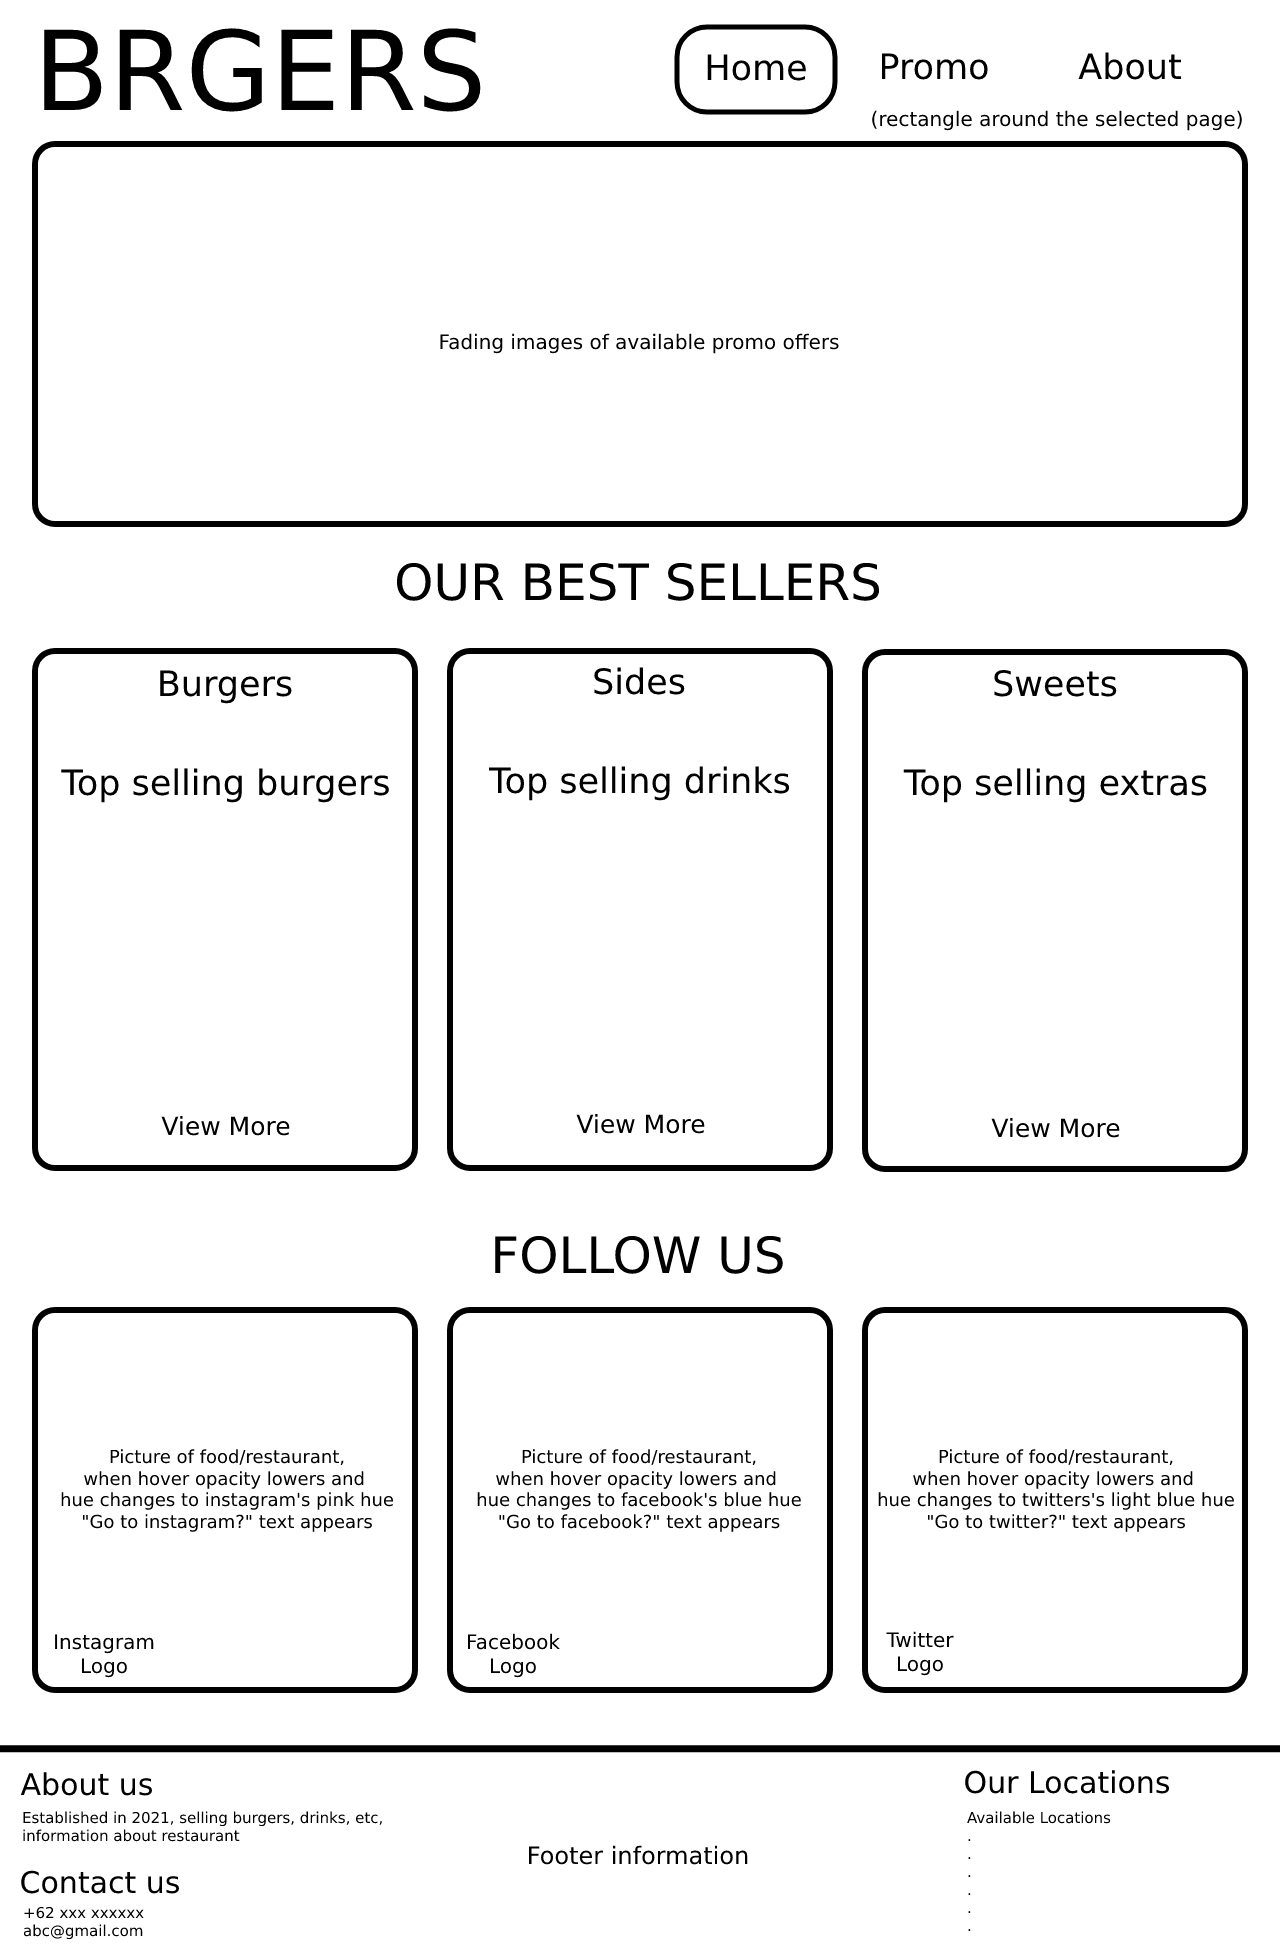 BRGERS
Home
Promo
About
(rectangle around the selected page)
Fading images of available promo offers
OUR BEST SELLERS
Burgers
Top selling burgers
View More
Sides
Top selling drinks
View More
Sweets
Top selling extras
View More
FOLLOW US
Picture of food/restaurant,
when hover opacity lowers and
hue changes to instagram's pink hue
"Go to instagram?" text appears
Instagram
Logo
Picture of food/restaurant,
when hover opacity lowers and
hue changes to facebook's blue hue
"Go to facebook?" text appears
Facebook
Logo
Picture of food/restaurant,
when hover opacity lowers and
hue changes to twitters's light blue hue
"Go to twitter?" text appears
Twitter
Logo
About us
Established in 2021, selling burgers, drinks, etc,
information about restaurant
Contact us
+62 xxx xxxxxx
abc@gmail.com
Footer information
Our Locations
Available Locations
.
.
.
.
.
.